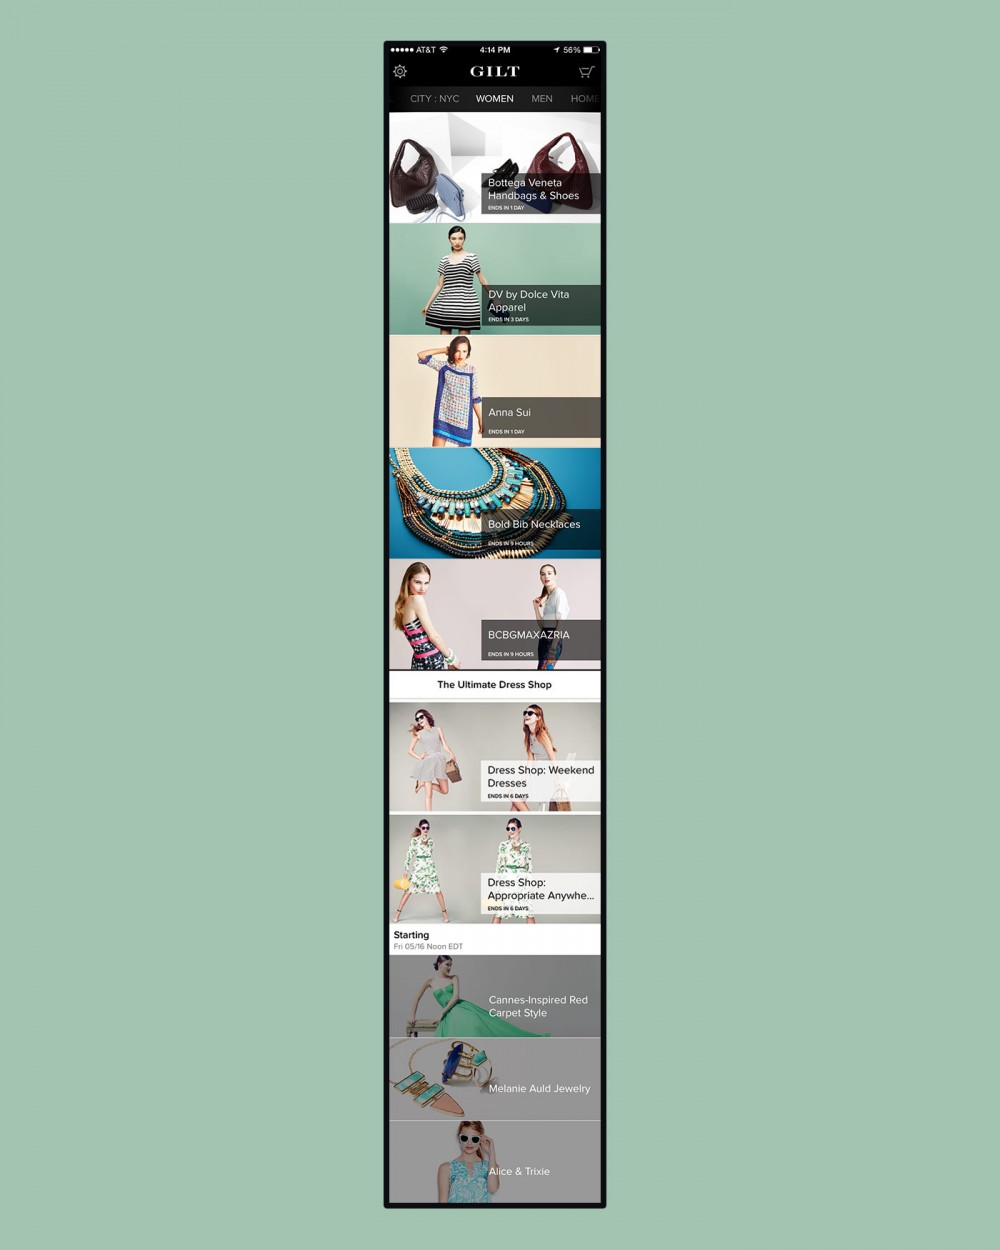 AT&T 4:14 PM 56%
GILT
CITY : NYC WOMEN MEN HOME
Bottega Veneta
Handbags & Shoes
ENDS IN 1 DAY
DV by Dolce Vita
Apparel
ENDS IN 3 DAYS
Anna Sui
ENDS IN 1 DAY
Bold Bib Necklaces
ENDS IN 9 HOURS
BCBGMAXAZRIA
ENDS IN 9 HOURS
The Ultimate Dress Shop
Dress Shop: Weekend
Dresses
ENDS IN 6 DAYS
Dress Shop:
Appropriate Anywhe...
ENDS IN 6 DAYS
Starting
Fri 05/16 Noon EDT
Cannes-Inspired Red
Carpet Style
Melanie Auld Jewelry
Alice & Trixie